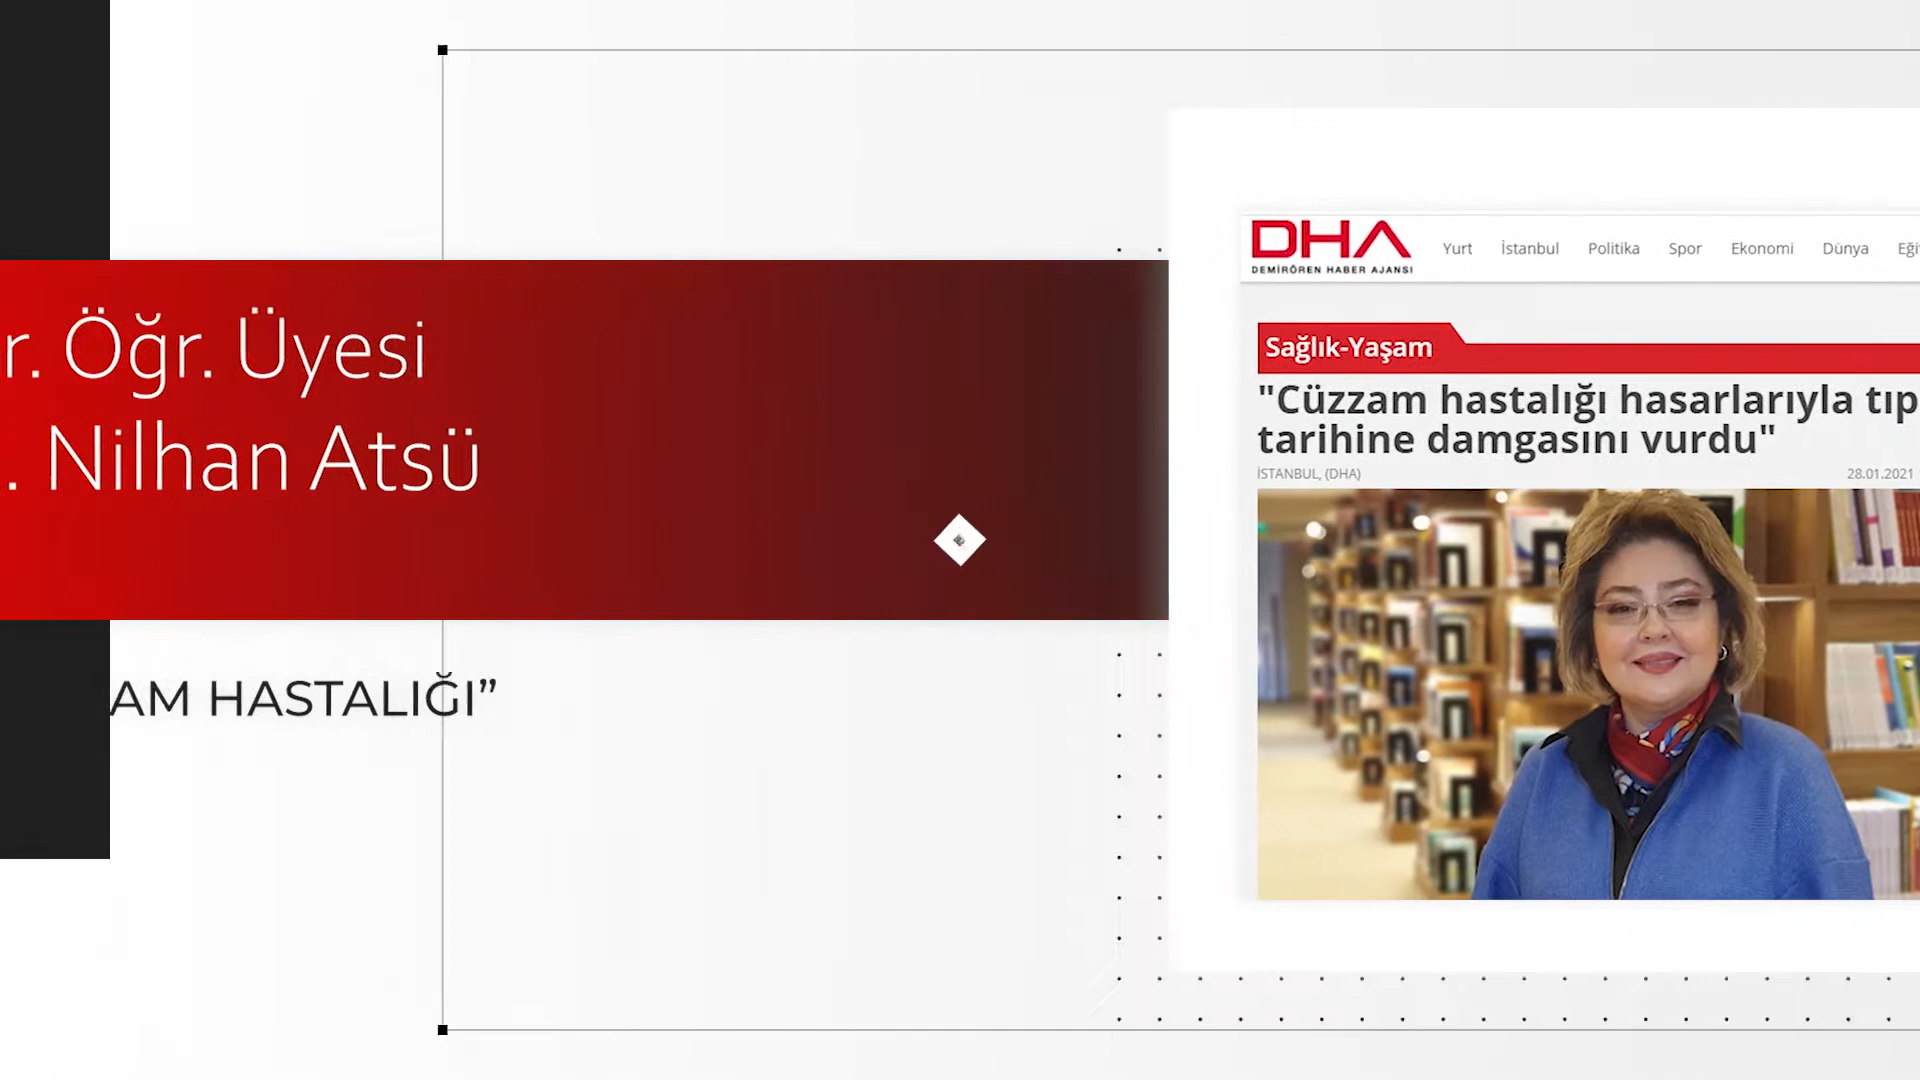 r. Öğr. Üyesi
. Nilhan Atsü
AM HASTALIĞI”
DHA
DEMİRÖREN HABER AJANSI
Yurt İstanbul Politika Spor Ekonomi Dünya Eği
Sağlık-Yaşam
"Cüzzam hastalığı hasarlarıyla tıp
tarihine damgasını vurdu"
İSTANBUL, (DHA) 28.01.2021